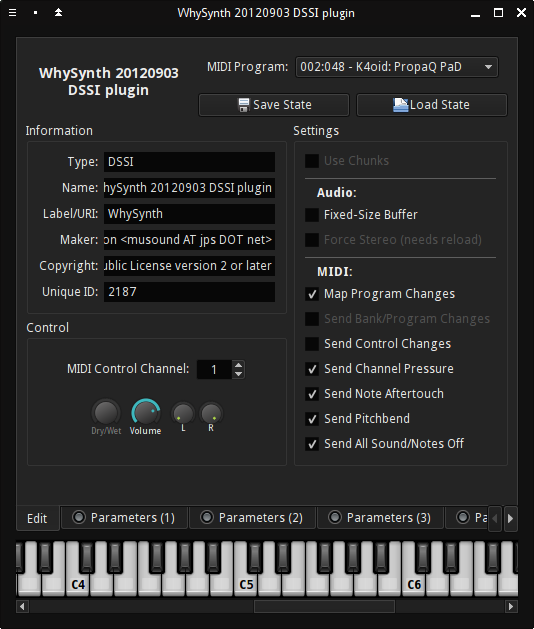 WhySynth 20120903 DSSI plugin
WhySynth 20120903
DSSI plugin
MIDI Program: 002:048 - K4oid: PropaQ PaD
Save State Load State
Information
Type: DSSI
Name: hySynth 20120903 DSSI plugin
Label/URI: WhySynth
Maker: on <musound AT jps DOT net>
Copyright: ublic License version 2 or later
Unique ID: 2187
Control
MIDI Control Channel: 1
Dry/Wet Volume L R
Settings
Use Chunks
Audio:
Fixed-Size Buffer
Force Stereo (needs reload)
MIDI:
Map Program Changes
Send Bank/Program Changes
Send Control Changes
Send Channel Pressure
Send Note Aftertouch
Send Pitchbend
Send All Sound/Notes Off
Edit Parameters (1) Parameters (2) Parameters (3) Pa
C4 C5 C6